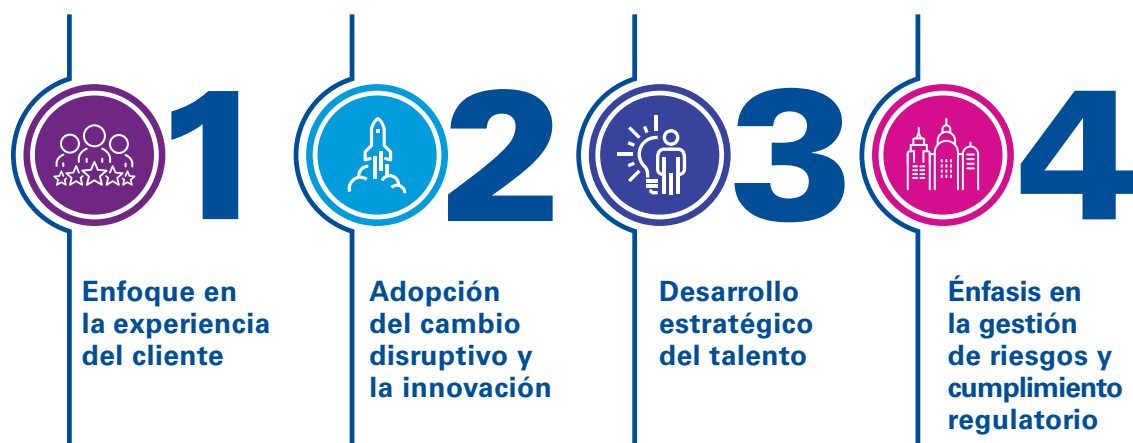 1
Enfoque en
la experiencia
del cliente
2
Adopción
del cambio
disruptivo y
la innovación
3
Desarrollo
estratégico
del talento
4
Énfasis en
la gestión
de riesgos y
cumplimiento
regulatorio